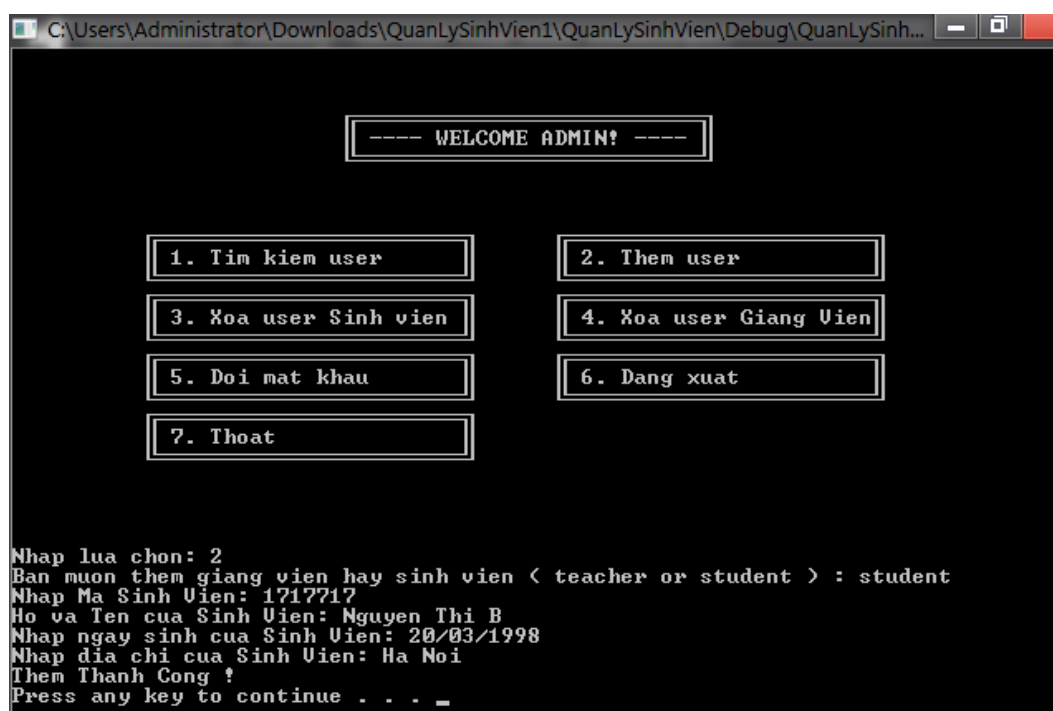 C:\Users\Administrator\Downloads\QuanLySinhVien1\QuanLySinhVien\Debug\QuanLySinh...
---- WELCOME ADMIN! ----
1. Tim kiem user
2. Them user
3. Xoa user Sinh vien
4. Xoa user Giang Vien
5. Doi mat khau
6. Dang xuat
7. Thoat
Nhap lua chon: 2
Ban muon them giang vien hay sinh vien ( teacher or student ) : student
Nhap Ma Sinh Vien: 1717717
Ho va Ten cua Sinh Vien: Nguyen Thi B
Nhap ngay sinh cua Sinh Vien: 20/03/1998
Nhap dia chi cua Sinh Vien: Ha Noi
Them Thanh Cong !
Press any key to continue . . . _